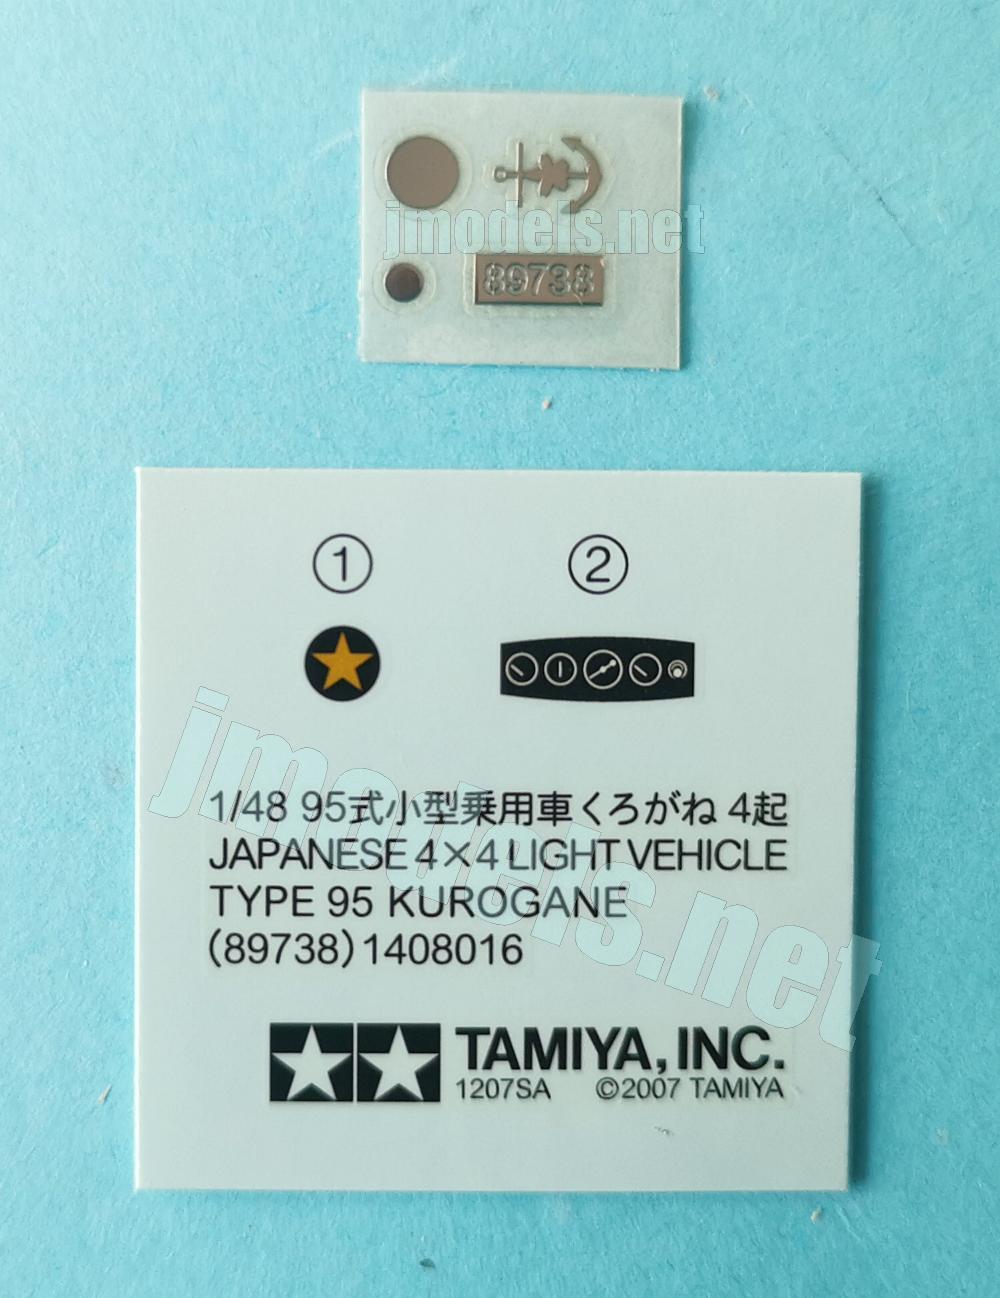 jmodels.net
89738
① ②
jmodels.net
1/48 95式小型乗用車くろがね 4起
JAPANESE 4×4 LIGHT VEHICLE
TYPE 95 KUROGANE
(89738) 1408016
TAMIYA, INC.
1207SA ©2007 TAMIYA